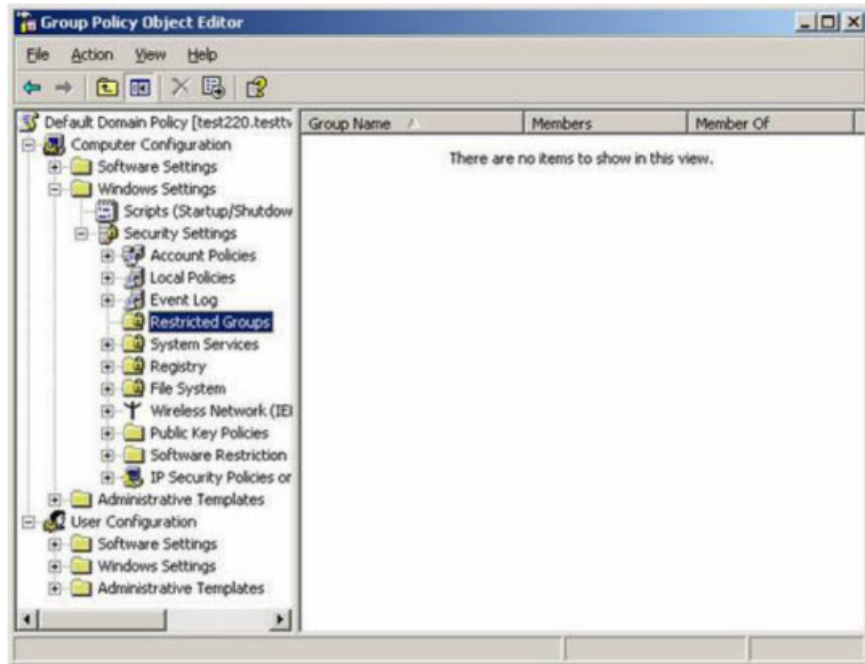 Group Policy Object Editor
File Action View Help
Default Domain Policy [test220.testtv
Group Name Members Member Of
Computer Configuration
There are no items to show in this view.
Software Settings
Windows Settings
Scripts (Startup/Shutdow
Security Settings
Account Policies
Local Policies
Event Log
Restricted Groups
System Services
Registry
File System
Wireless Network (IEI
Public Key Policies
Software Restriction
IP Security Policies or
Administrative Templates
User Configuration
Software Settings
Windows Settings
Administrative Templates